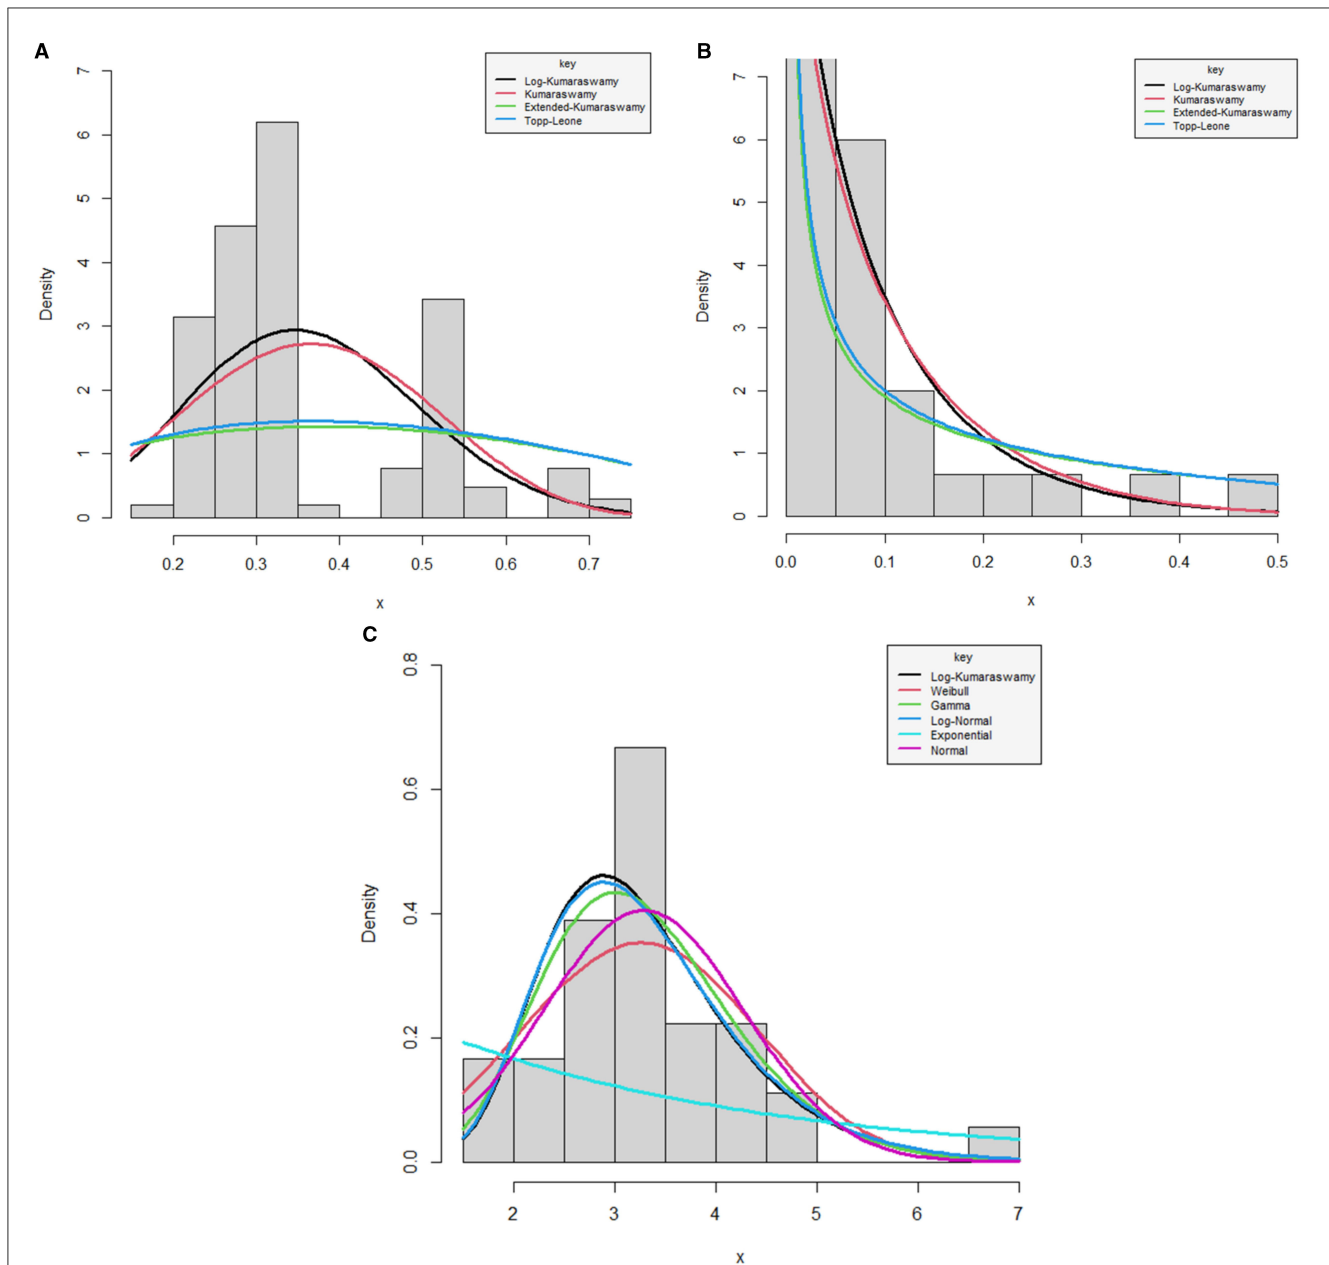 A
key
Log-Kumaraswamy
Kumaraswamy
Extended-Kumaraswamy
Topp-Leone
7
6
5
4
3
2
1
0
Density
0.2 0.3 0.4 0.5 0.6 0.7
x
B
key
Log-Kumaraswamy
Kumaraswamy
Extended-Kumaraswamy
Topp-Leone
7
6
5
4
3
2
1
0
Density
0.0 0.1 0.2 0.3 0.4 0.5
x
C
key
Log-Kumaraswamy
Weibull
Gamma
Log-Normal
Exponential
Normal
0.8
0.6
0.4
0.2
0.0
Density
2 3 4 5 6 7
x